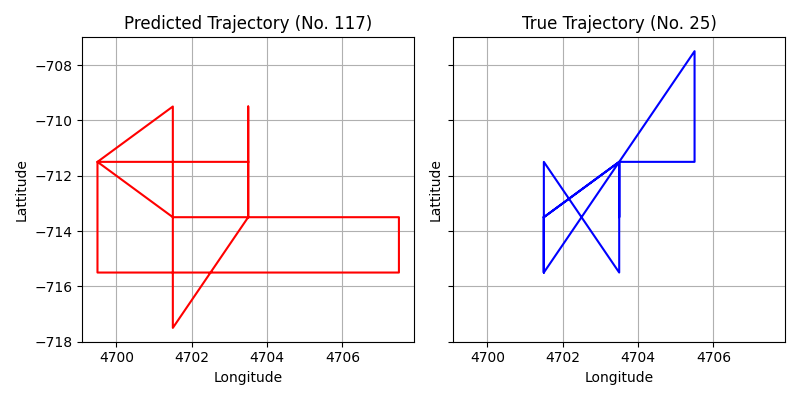 Predicted Trajectory (No. 117)
True Trajectory (No. 25)
Lattitude
−708
−710
−712
−714
−716
−718
4700
4702
4704
4706
Longitude
Lattitude
4700
4702
4704
4706
Longitude